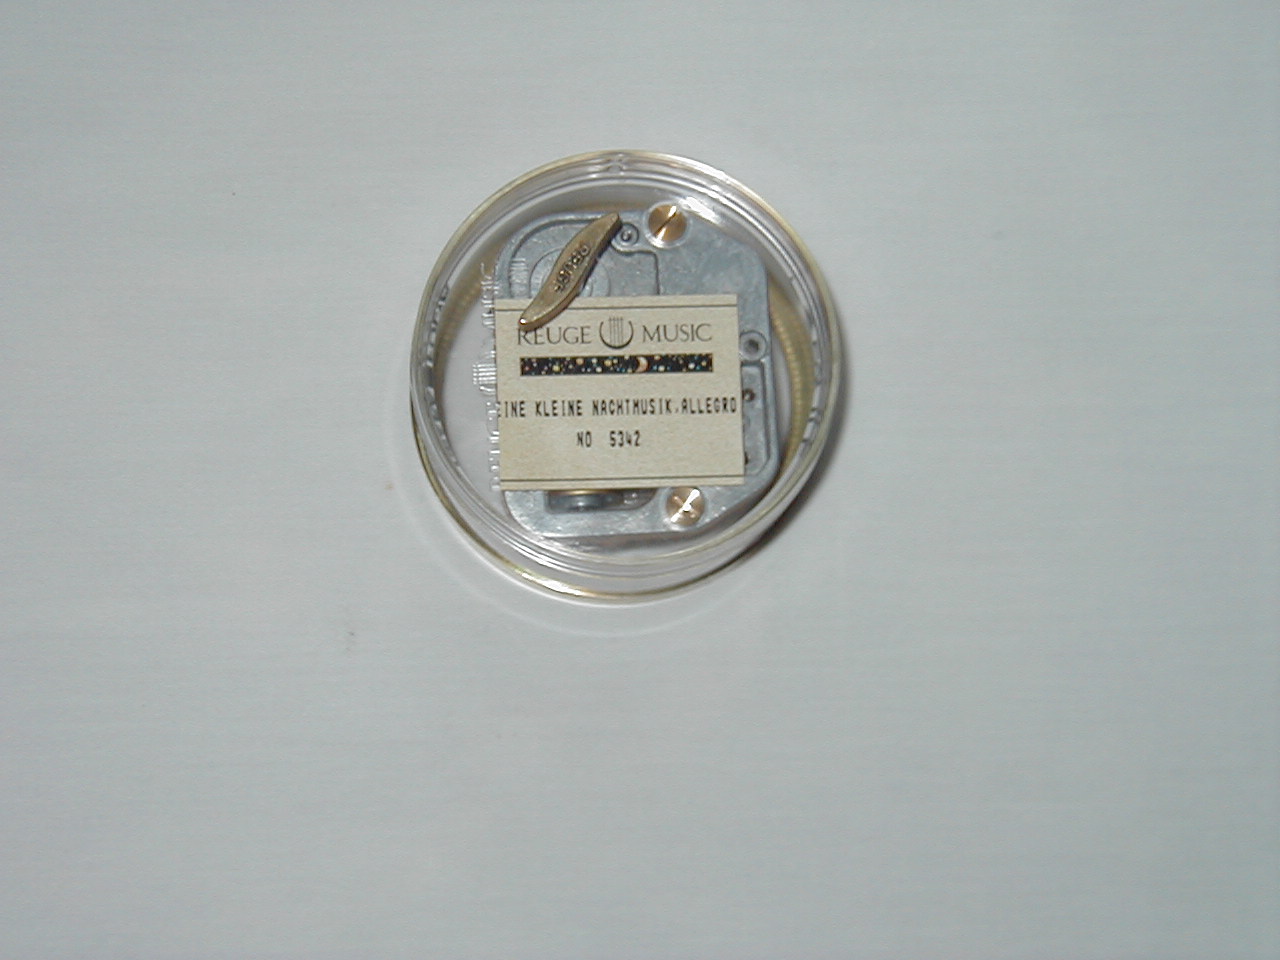 REUGE MUSIC
INE KLEINE NACHTMUSIK.ALLEGRO
NO 5342